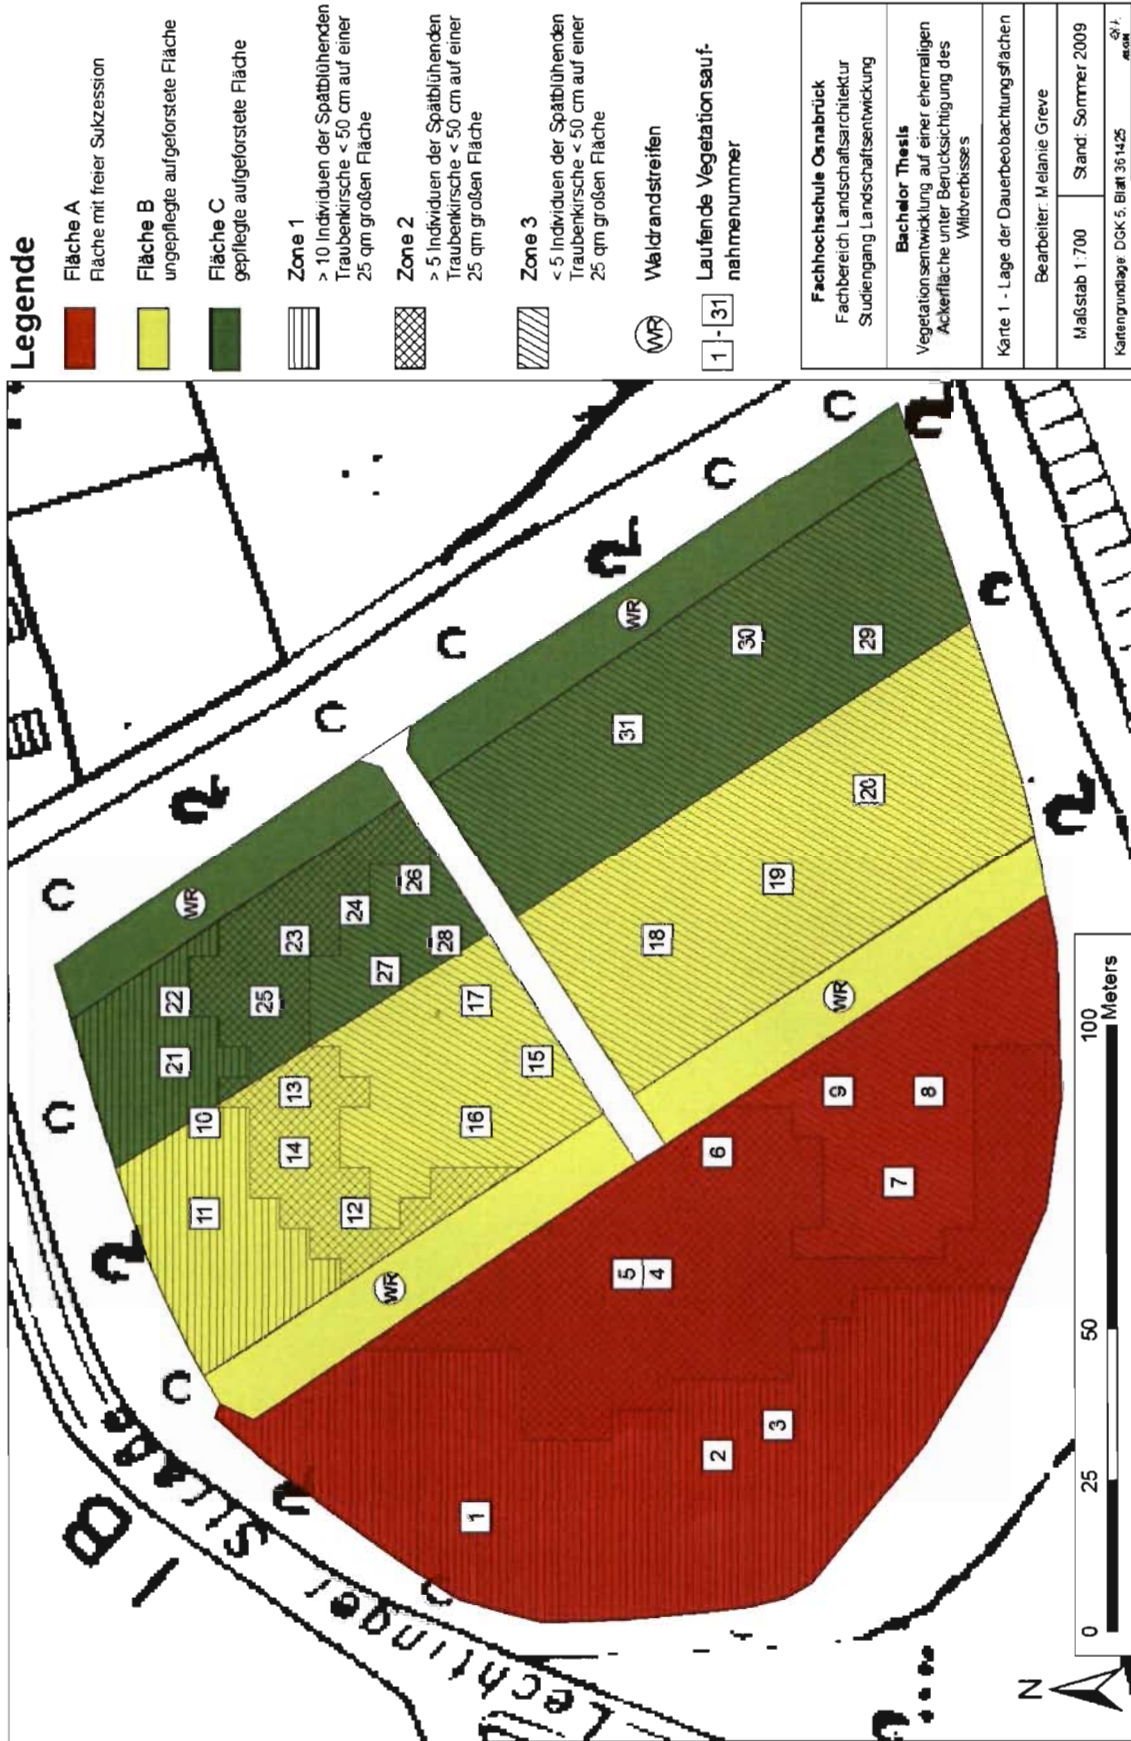 Legende
Fläche A
Fläche mit freier Sukzession
Fläche B
ungepflegte aufgeforstete Fläche
Fläche C
gepflegte aufgeforstete Fläche
Zone 1
> 10 Individuen der Spätblühenden
Traubenkirsche < 50 cm auf einer
25 qm großen Fläche
Zone 2
> 5 Individuen der Spätblühenden
Traubenkirsche < 50 cm auf einer
25 qm großen Fläche
Zone 3
< 5 Individuen der Spätblühenden
Traubenkirsche < 50 cm auf einer
25 qm großen Fläche
WR Waldrandstreifen
1 - 31 Laufende Vegetationsauf-
nahmenummer
Fachhochschule Osnabrück
Fachbereich Landschaftsarchitektur
Studiengang Landschaftsentwicklung
Bachelor Thesis
Vegetationsentwicklung auf einer ehemaligen
Ackerfläche unter Berücksichtigung des
Wildverbisses
Karte 1 - Lage der Dauerbeobachtungsflächen
Bearbeiter: Melanie Greve
Maßstab 1:700
Stand: Sommer 2009
Kartengrundlage: DGK 5, Blatt 361425
18
Lechtinger
WR
WR
WR
WR
1
2
3
4
5
6
7
8
9
10
11
12
13
14
15
16
17
18
19
20
21
22
23
24
25
26
27
28
29
30
31
N
0 25 50 100
Meters